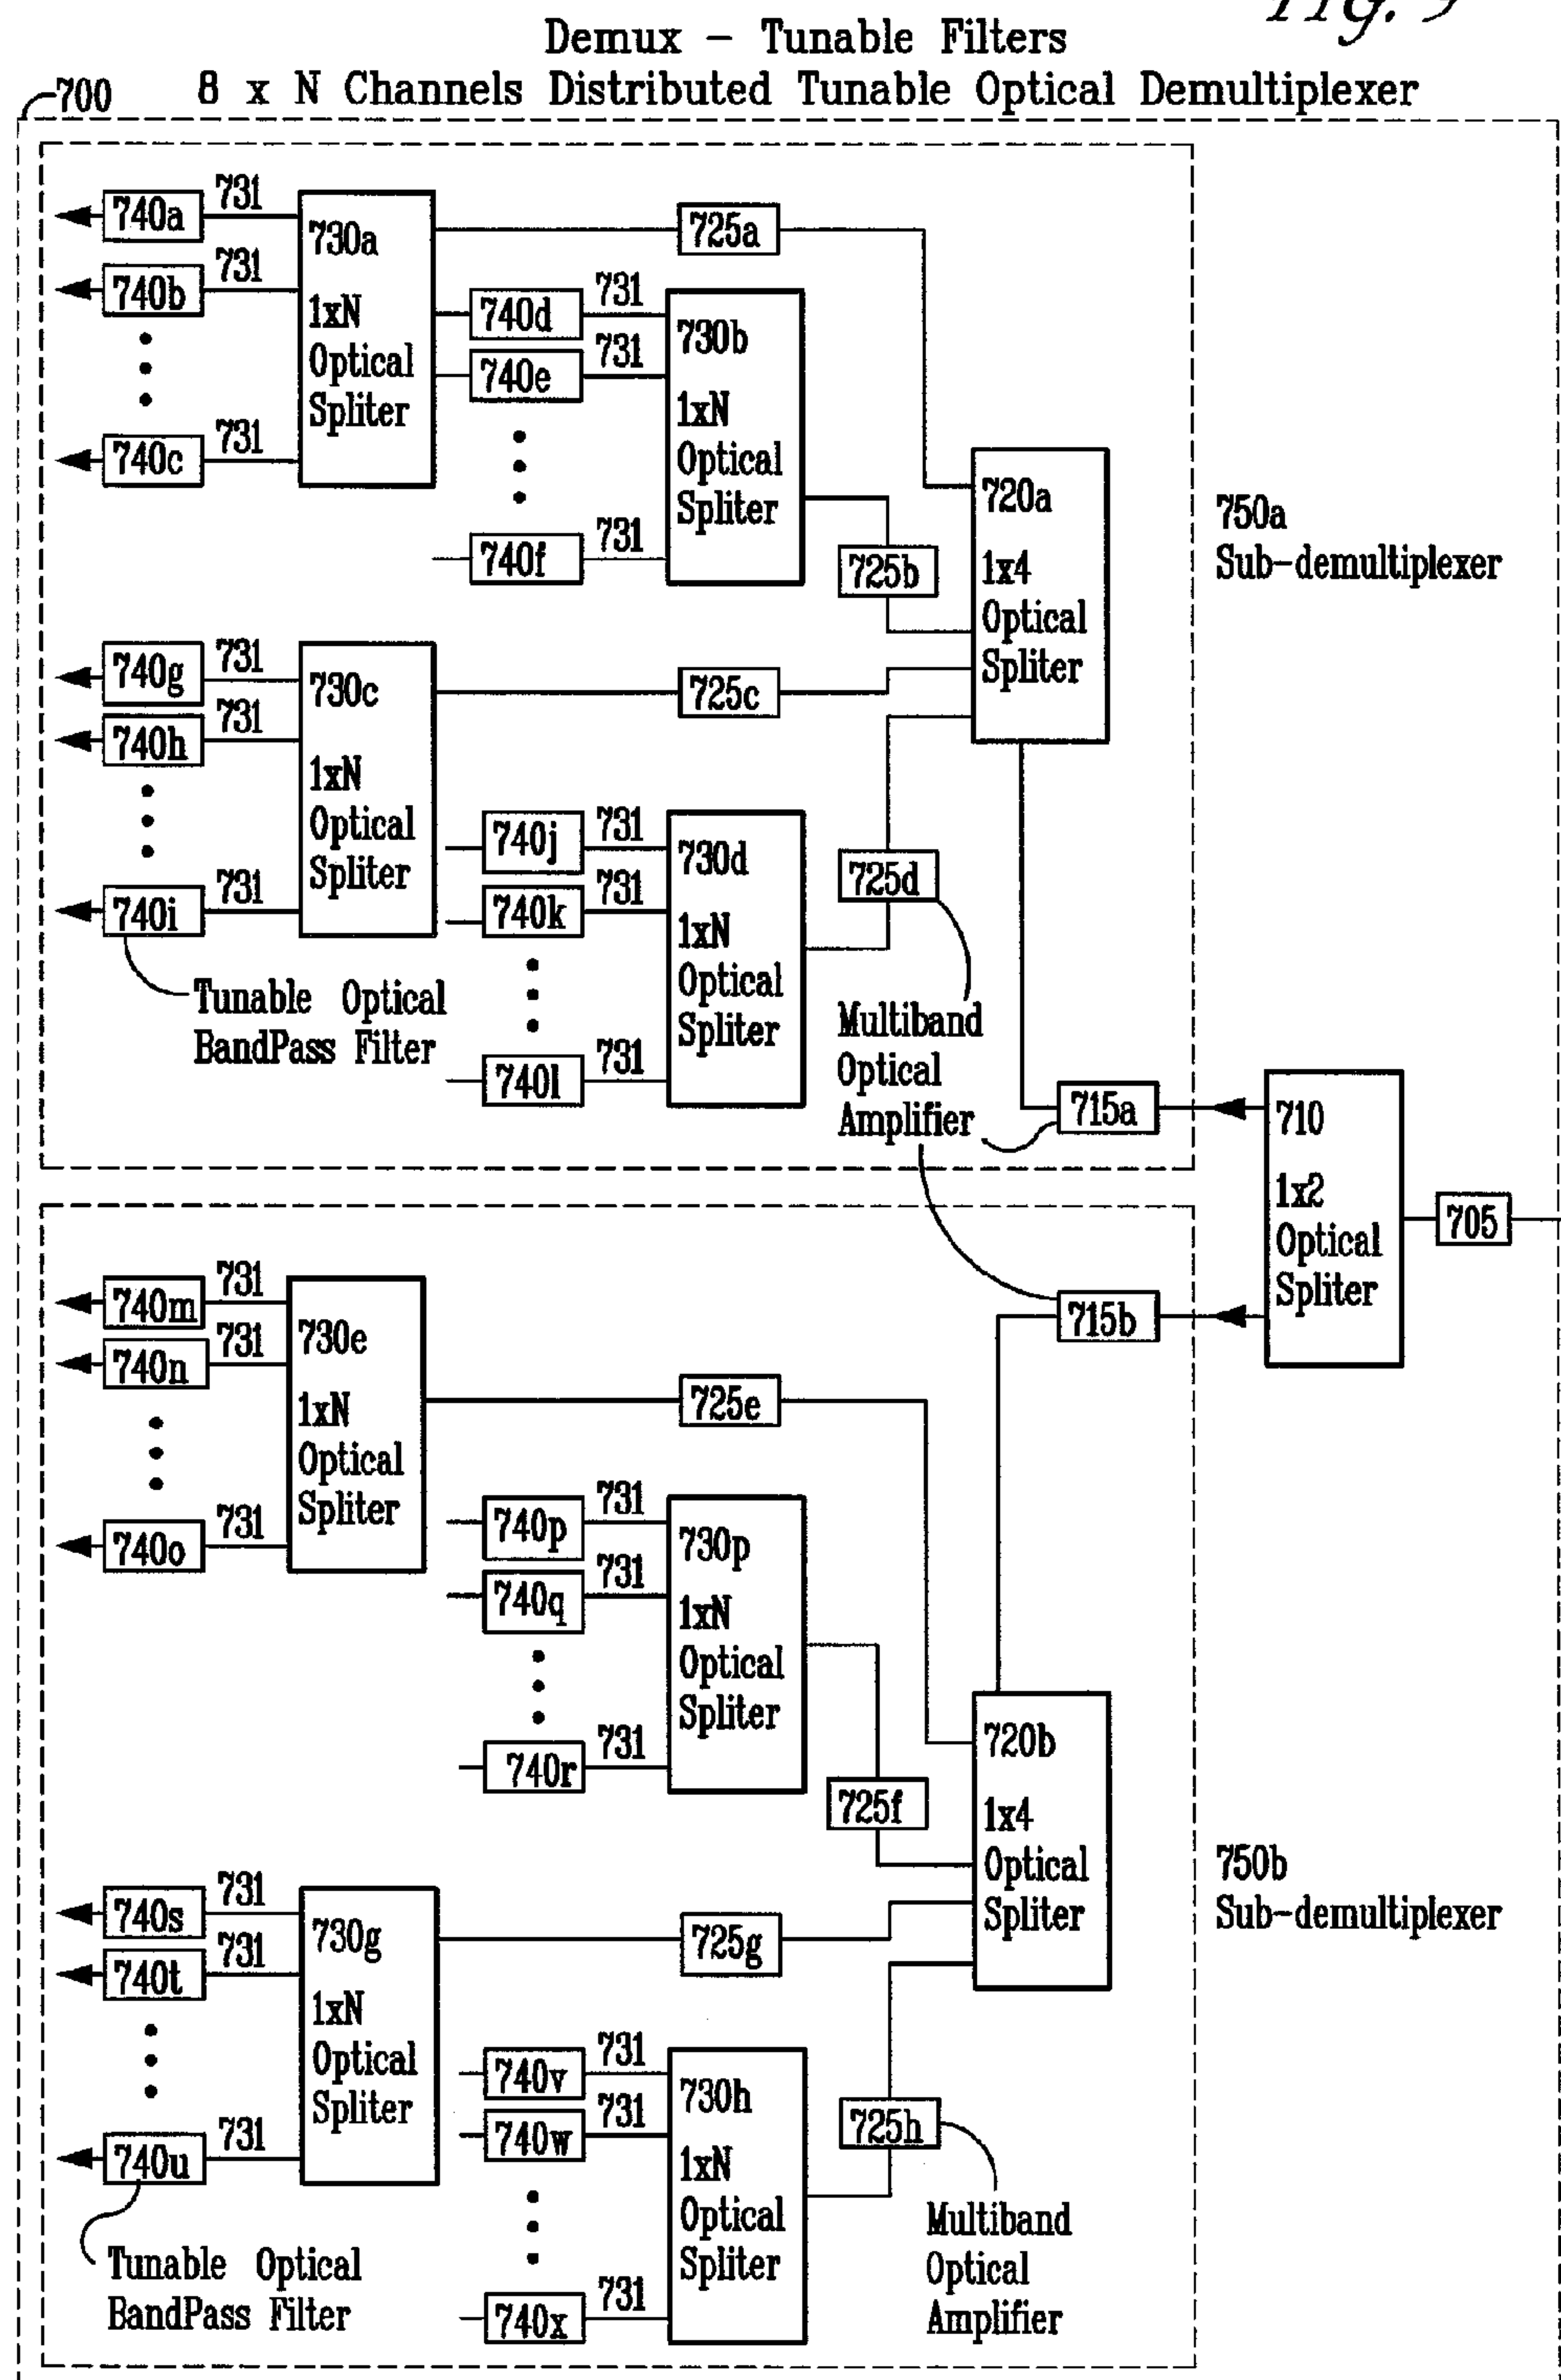 Fig. 9
Demux – Tunable Filters
700
8 x N Channels Distributed Tunable Optical Demultiplexer
740a
731
730a
1xN
Optical
Spliter
725a
740b
731
740c
731
740d
731
730b
1xN
Optical
Spliter
740e
731
740f
731
725b
720a
1x4
Optical
Spliter
750a
Sub-demultiplexer
740g
731
730c
1xN
Optical
Spliter
725c
740h
731
740i
731
Tunable Optical
BandPass Filter
740j
731
730d
1xN
Optical
Spliter
740k
731
740l
731
725d
Multiband
Optical
Amplifier
715a
710
1x2
Optical
Spliter
705
715b
740m
731
730e
1xN
Optical
Spliter
725e
740n
731
740o
731
740p
731
730p
1xN
Optical
Spliter
740q
731
740r
731
725f
720b
1x4
Optical
Spliter
750b
Sub-demultiplexer
740s
731
730g
1xN
Optical
Spliter
725g
740t
731
740u
731
Tunable Optical
BandPass Filter
740v
731
730h
1xN
Optical
Spliter
740w
731
740x
731
725h
Multiband
Optical
Amplifier